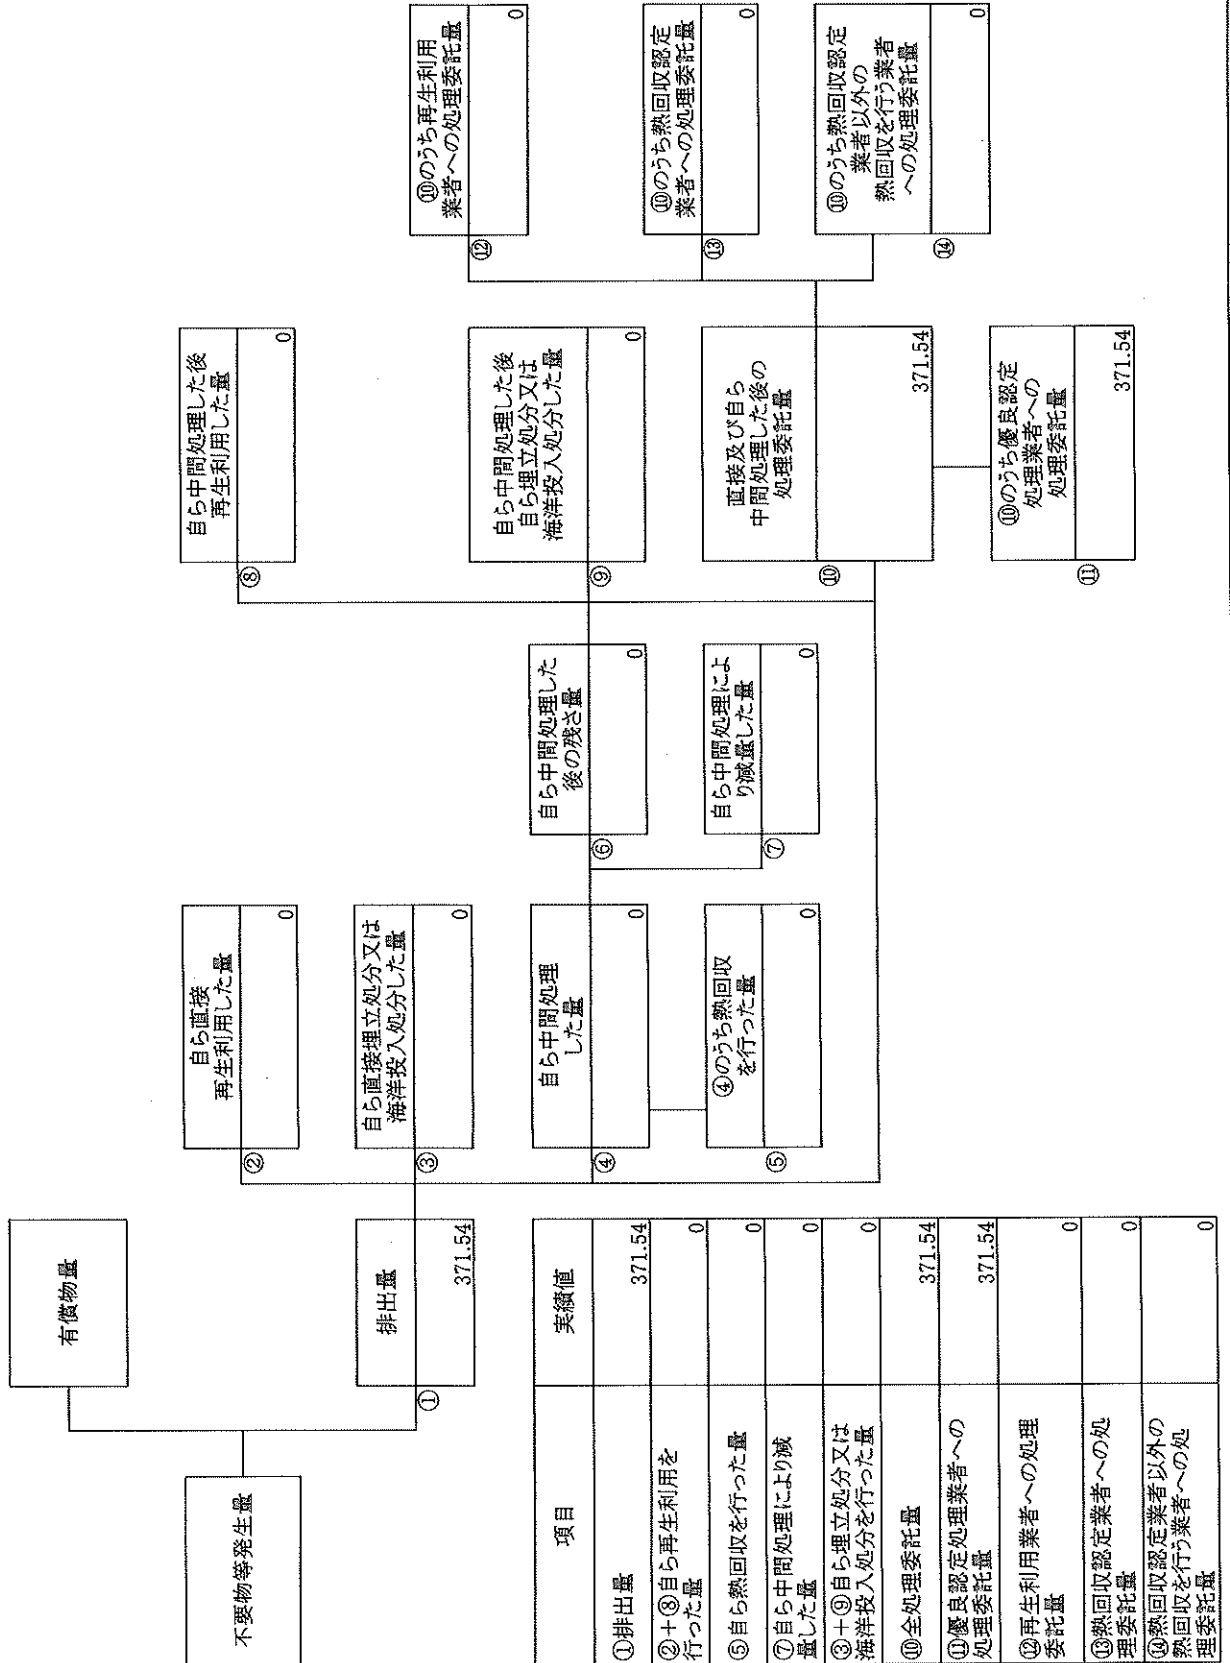 不要物等発生量
有償物量
排出量
①
371.54
自ら直接
再生利用した量
②
0
自ら直接埋立処分又は
海洋投入処分した量
③
0
自ら中間処理
した量
④
0
④のうち熱回収
を行った量
⑤
0
自ら中間処理した
後の残さ量
⑥
0
自ら中間処理によ
り減量した量
⑦
0
自ら中間処理した後
再生利用した量
⑧
0
自ら中間処理した後
自ら埋立処分又は
海洋投入処分した量
⑨
0
直接及び自ら
中間処理した後の
処理委託量
⑩
371.54
⑩のうち優良認定
処理業者への
処理委託量
⑪
371.54
⑩のうち再生利用
業者への処理委託量
⑫
0
⑩のうち熱回収認定
業者への処理委託量
⑬
0
⑩のうち熱回収認定
業者以外の
熱回収を行う業者
への処理委託量
⑭
0
項目
実績値
①排出量
371.54
②+⑧自ら再生利用を
行った量
0
⑤自ら熱回収を行った量
0
⑦自ら中間処理により減
量した量
0
③+⑨自ら埋立処分又は
海洋投入処分を行った量
0
⑩全処理委託量
371.54
⑪優良認定処理業者への
処理委託量
371.54
⑫再生利用業者への処理
委託量
0
⑬熱回収認定業者への処
理委託量
0
⑭熱回収認定業者以外の
熱回収を行う業者への処
理委託量
0